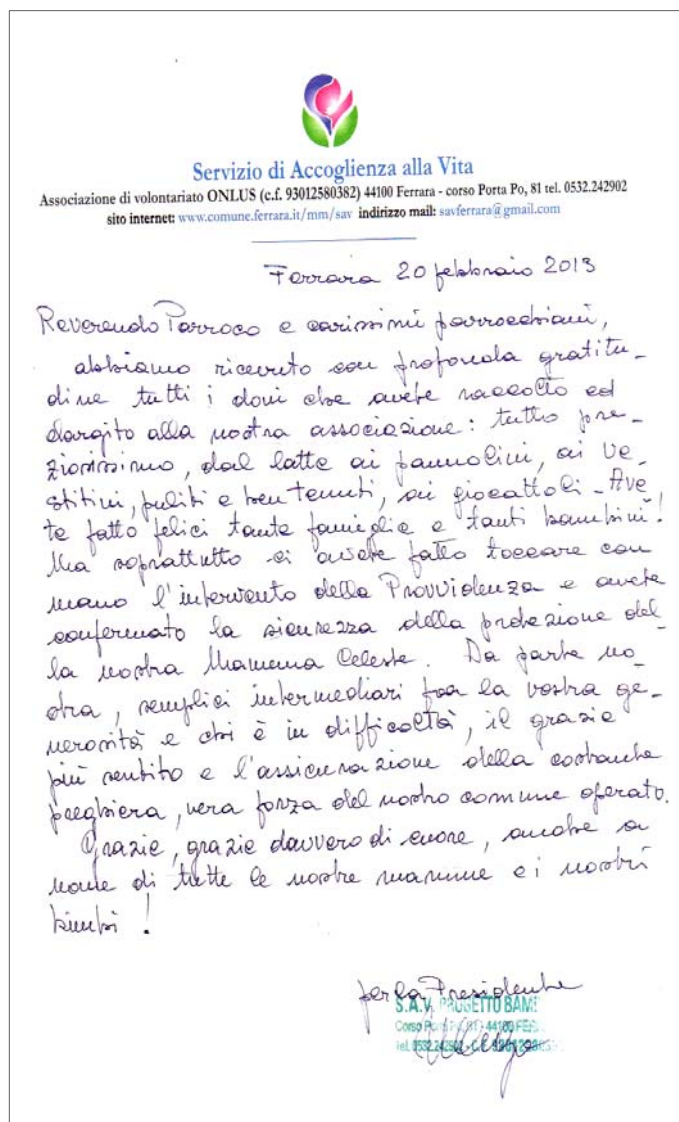 Servizio di Accoglienza alla Vita
Associazione di volontariato ONLUS (c.f. 93012580382) 44100 Ferrara - corso Porta Po, 81 tel. 0532.242902
sito internet: www.comune.ferrara.it/mm/sav indirizzo mail: savferrara@gmail.com
Ferrara 20 febbraio 2013
Reverendo Parroco e carissimi parrocchiani,
abbiamo ricevuto con profonda gratitu-
dine tutti i doni che avete raccolto ed
elargito alla nostra associazione: tutto pre-
ziosissimo, dal latte ai pannolini, ai ve-
stitini, puliti e ben tenuti, ai giocattoli - Ave-
te fatto felici tante famiglie e tanti bambini!
Ma soprattutto ci avete fatto toccare con
mano l'intervento della Provvidenza e avete
confermato la sicurezza della protezione del
la nostra Mamma Celeste. Da parte no-
stra, semplici intermediari fra la vostra ge-
nerosità e chi è in difficoltà, il grazie
più sentito e l'assicurazione della costante
preghiera, vera forza del nostro comune operato.
Grazie, grazie davvero di cuore, anche a
nome di tutte le nostre mamme e i nostri
bimbi!
per la Presidente
S.A.V. PROGETTO
Corso 44100
Tel. 0532.242902